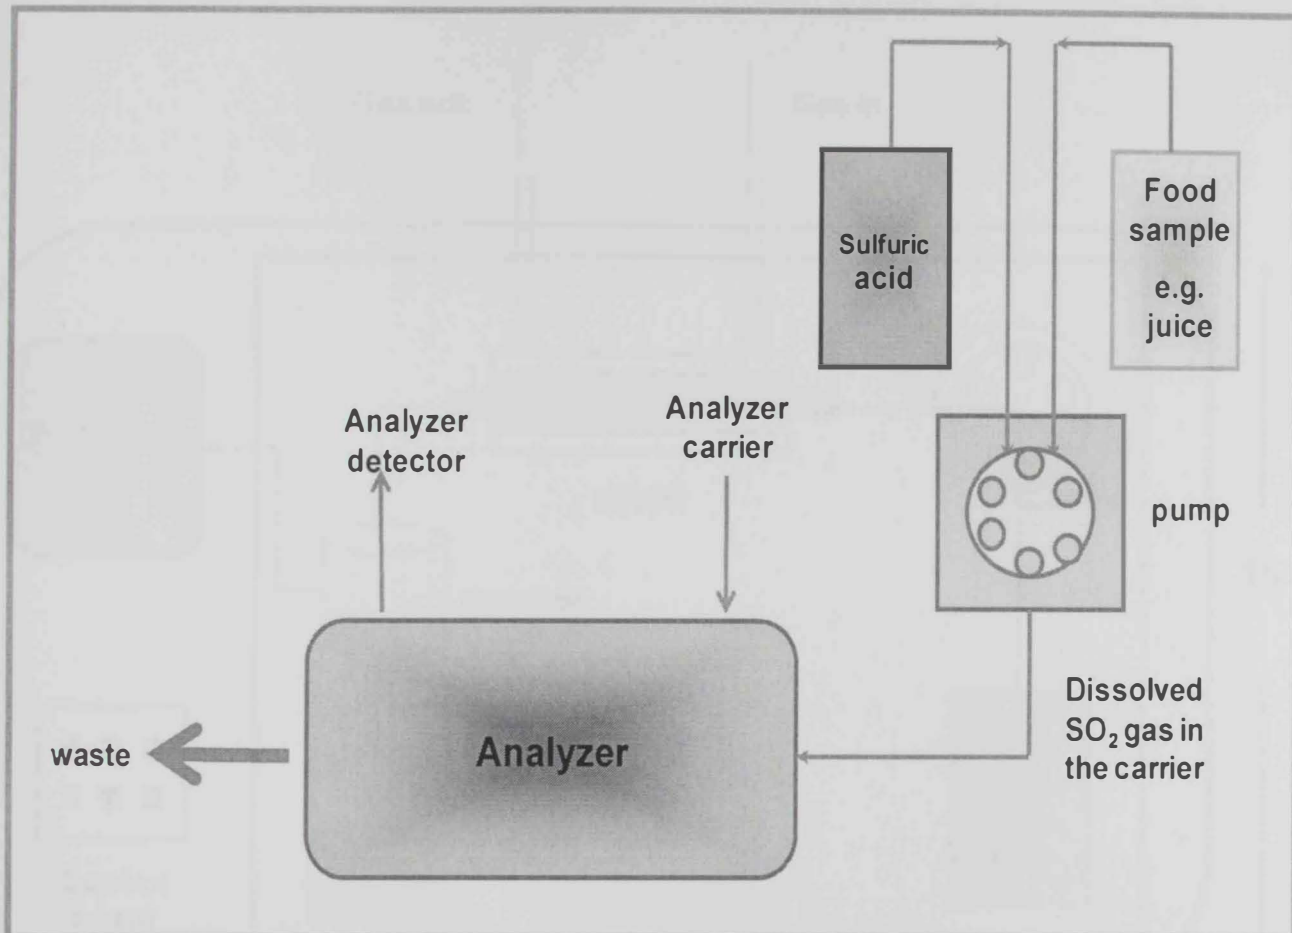 Sulfuric
acid
Food
sample
e.g.
juice
Analyzer
detector
Analyzer
carrier
pump
Dissolved
SO₂ gas in
the carrier
Analyzer
waste